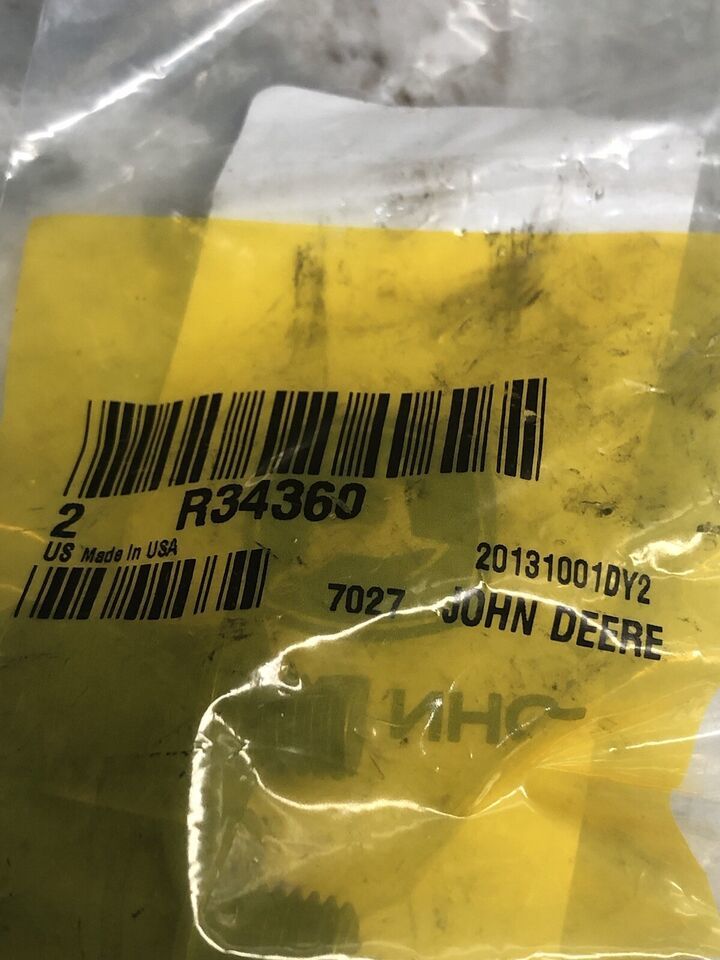 2 R34360
US Made In USA
20131001DY2
7027 JOHN DEERE